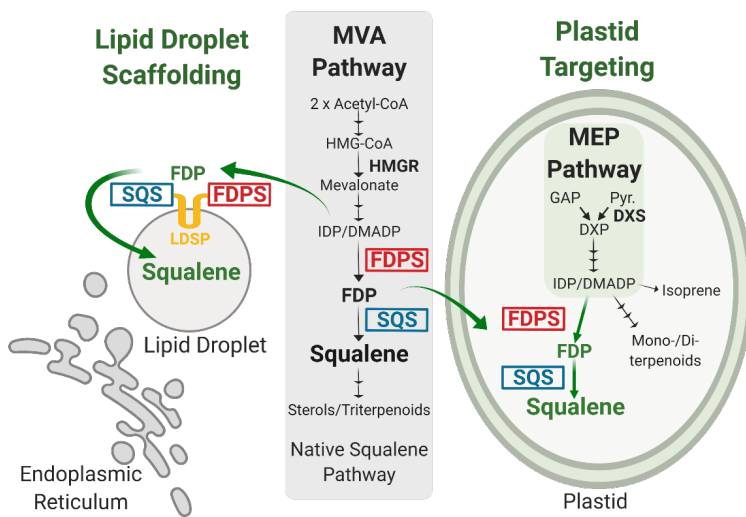 Lipid Droplet
Scaffolding
FDP
SQS
FDPS
LDSP
Squalene
Lipid Droplet
Endoplasmic
Reticulum
MVA
Pathway
2 x Acetyl-CoA
HMG-CoA
HMGR
Mevalonate
IDP/DMADP
FDPS
FDP
SQS
Squalene
Sterols/Triterpenoids
Native Squalene
Pathway
Plastid
Targeting
MEP
Pathway
GAP Pyr.
DXS
DXP
IDP/DMADP
Isoprene
FDPS
Mono-/Di-
terpenoids
FDP
SQS
Squalene
Plastid